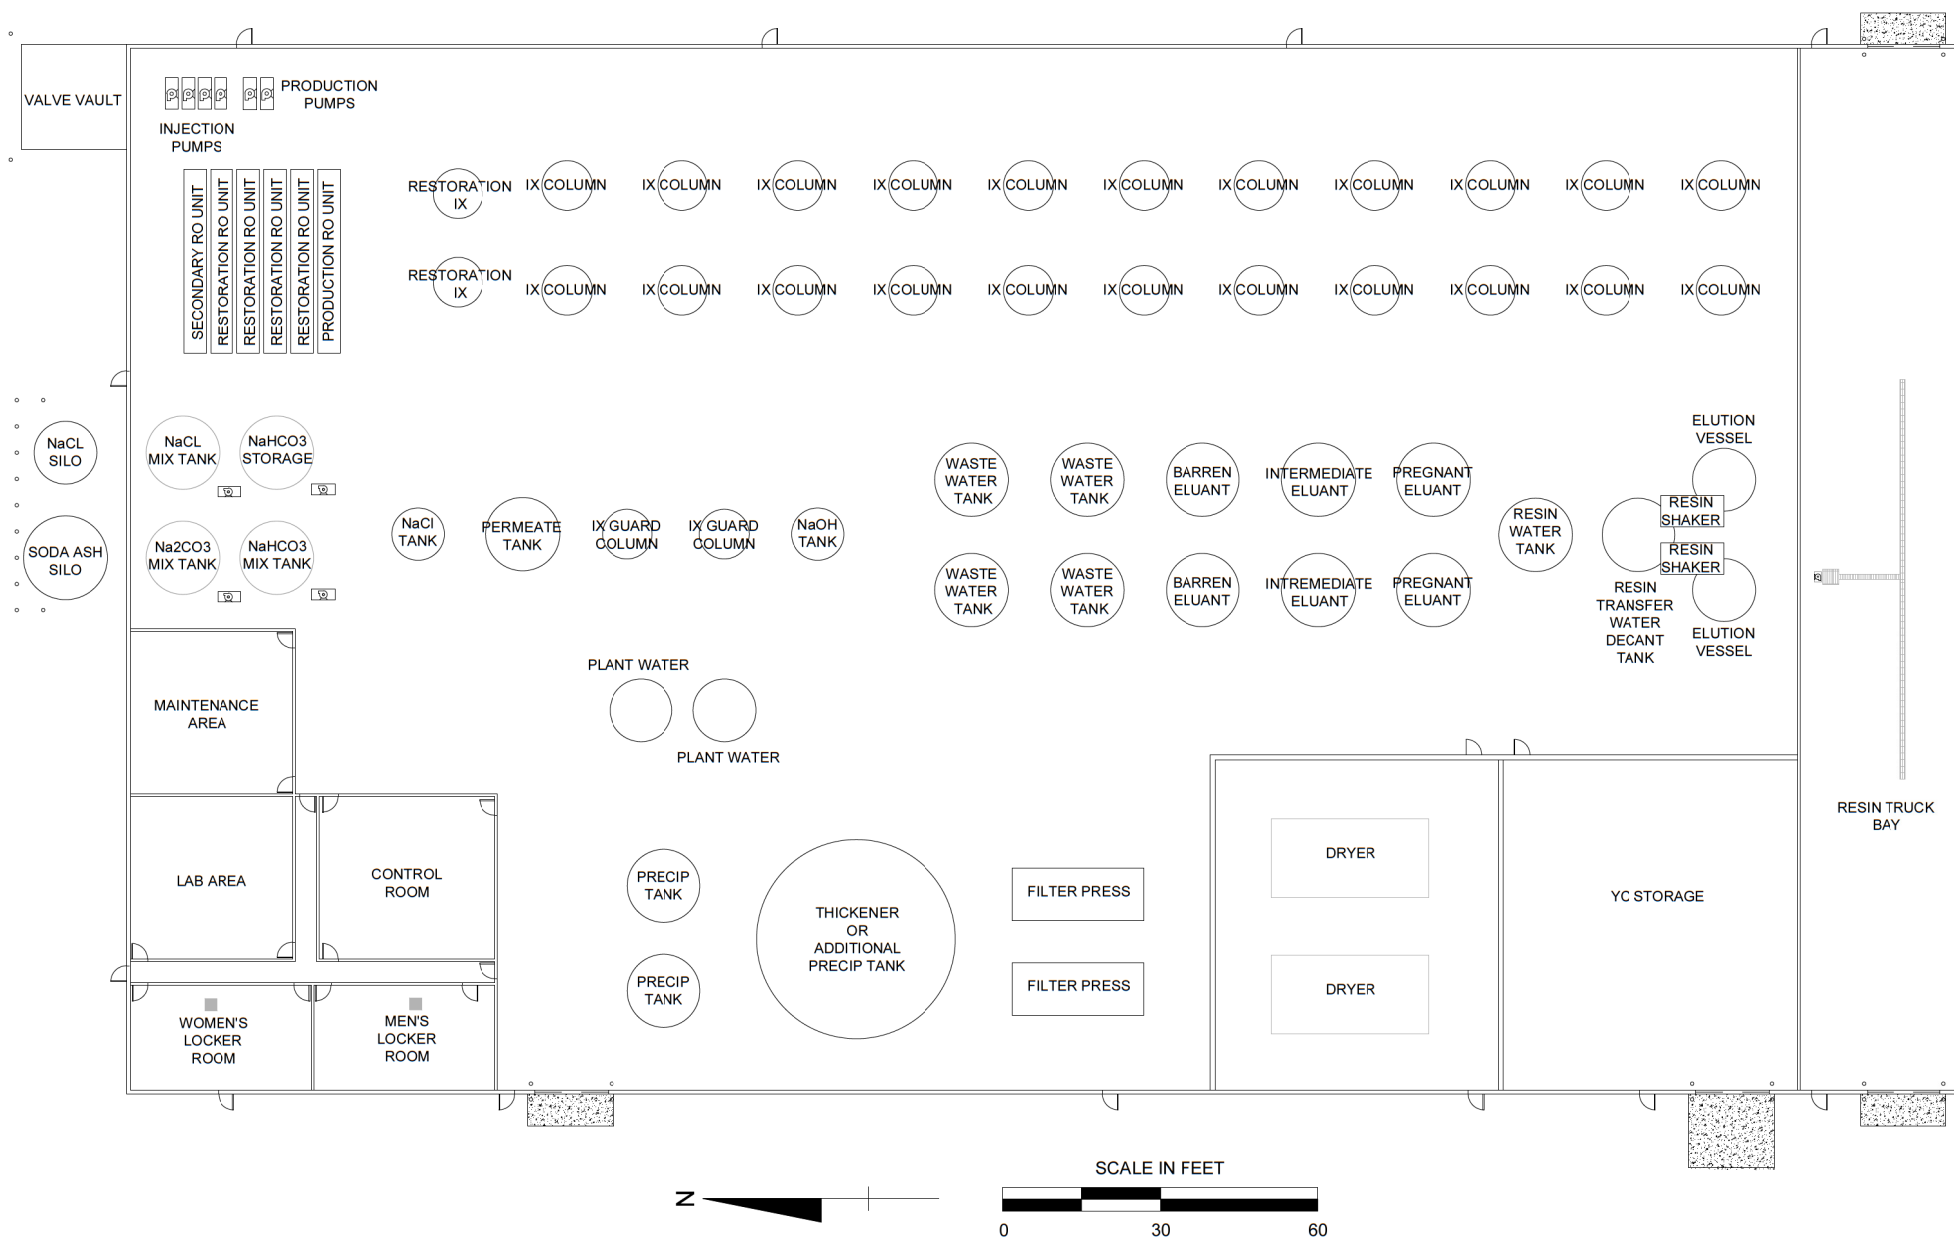 VALVE VAULT
PRODUCTION
PUMPS
INJECTION
PUMPS
SECONDARY RO UNIT
RESTORATION RO UNIT
RESTORATION RO UNIT
RESTORATION RO UNIT
RESTORATION RO UNIT
PRODUCTION RO UNIT
RESTORATION
IX
IX COLUMN
IX COLUMN
IX COLUMN
IX COLUMN
IX COLUMN
IX COLUMN
IX COLUMN
IX COLUMN
IX COLUMN
IX COLUMN
IX COLUMN
RESTORATION
IX
IX COLUMN
IX COLUMN
IX COLUMN
IX COLUMN
IX COLUMN
IX COLUMN
IX COLUMN
IX COLUMN
IX COLUMN
IX COLUMN
IX COLUMN
NaCL
SILO
NaCL
MIX TANK
NaHCO3
STORAGE
SODA ASH
SILO
Na2CO3
MIX TANK
NaHCO3
MIX TANK
NaCl
TANK
PERMEATE
TANK
IX GUARD
COLUMN
IX GUARD
COLUMN
NaOH
TANK
WASTE
WATER
TANK
WASTE
WATER
TANK
BARREN
ELUANT
INTERMEDIATE
ELUANT
PREGNANT
ELUANT
WASTE
WATER
TANK
WASTE
WATER
TANK
BARREN
ELUANT
INTREMEDIATE
ELUANT
PREGNANT
ELUANT
RESIN
WATER
TANK
ELUTION
VESSEL
RESIN
SHAKER
RESIN
SHAKER
RESIN
TRANSFER
WATER
DECANT
TANK
ELUTION
VESSEL
MAINTENANCE
AREA
PLANT WATER
PLANT WATER
RESIN TRUCK
BAY
LAB AREA
CONTROL
ROOM
PRECIP
TANK
PRECIP
TANK
THICKENER
OR
ADDITIONAL
PRECIP TANK
FILTER PRESS
FILTER PRESS
DRYER
DRYER
YC STORAGE
WOMEN'S
LOCKER
ROOM
MEN'S
LOCKER
ROOM
N
SCALE IN FEET
0 30 60